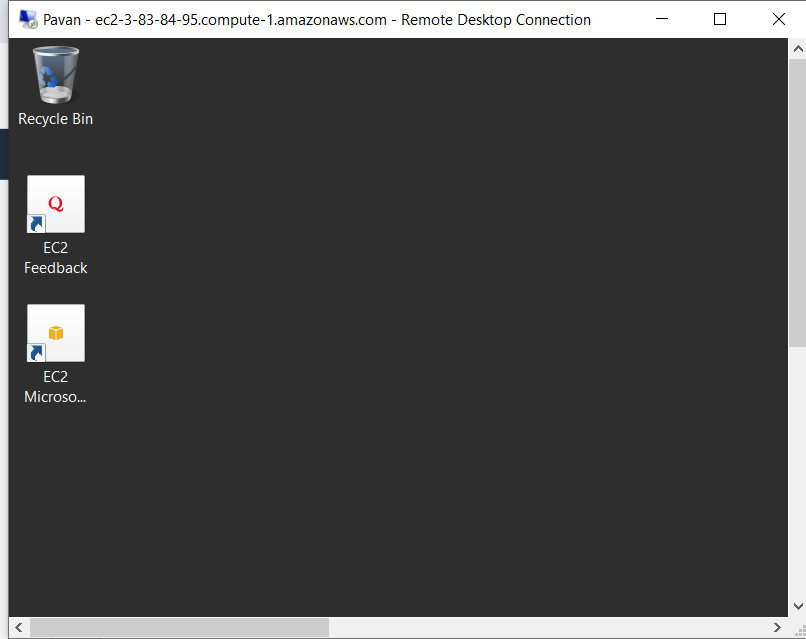 Pavan - ec2-3-83-84-95.compute-1.amazonaws.com - Remote Desktop Connection
Recycle Bin
Q
EC2
Feedback
EC2
Microso...